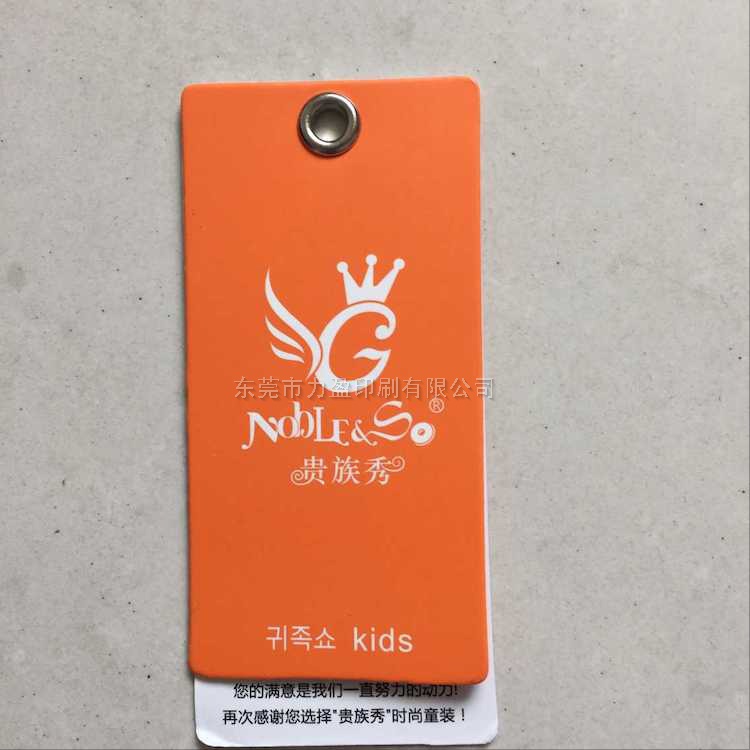 G
东莞市力盈印刷有限公司
NobLE&So®
贵族秀
귀족쇼 kids
您的满意是我们一直努力的动力!
再次感谢您选择"贵族秀"时尚童装！